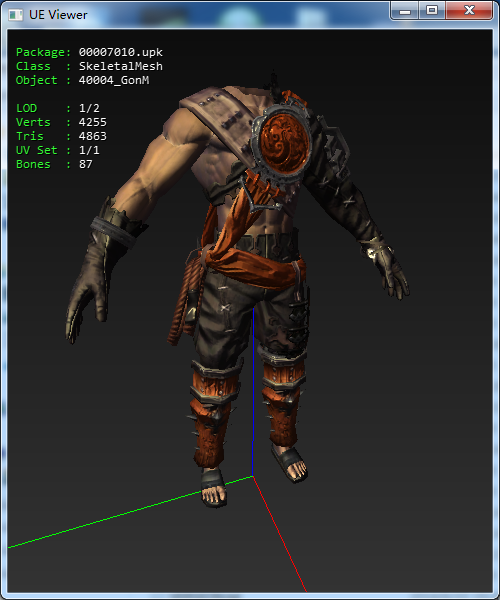 UE Viewer
Package: 00007010.upk
Class : SkeletalMesh
Object : 40004_GonM
LOD : 1/2
Verts : 4255
Tris : 4863
UV Set : 1/1
Bones : 87